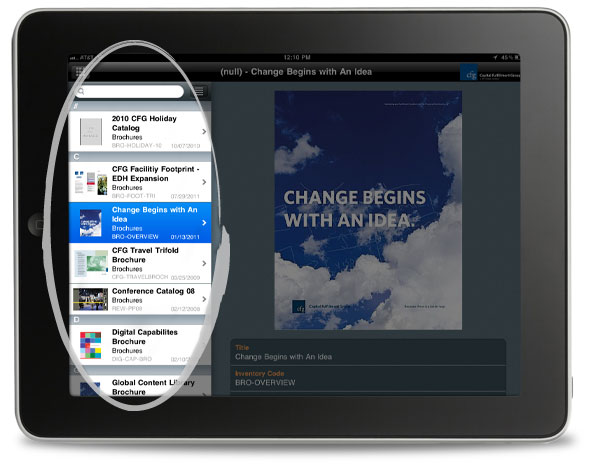 AT&T
12:10 PM
45%
(null) - Change Begins with An Idea
#
2010 CFG Holiday
Catalog
Brochures
BRO-HOLIDAY-10 10/07/2010
C
CFG Facilitiy Footprint -
EDH Expansion
Brochures
BRO-FOOT-TRI 07/29/2011
Change Begins with An
Idea
Brochures
BRO-OVERVIEW 01/13/2011
CFG Travel Trifold
Brochure
Brochures
CFG-TRAVELBROCH 03/23/2009
Conference Catalog 08
Brochures
REW-PP08 02/12/2009
D
Digital Capabilites
Brochure
Brochures
DIG-CAP-BRO
Global Content Library
Brochure
CHANGE BEGINS
WITH AN IDEA.
cfg
Title
Change Begins with An Idea
Inventory Code
BRO-OVERVIEW